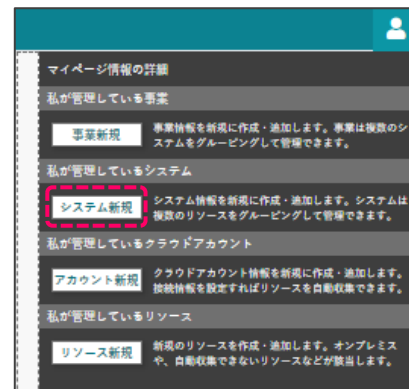 マイページ情報の詳細
私が管理している事業
事業新規
事業情報を新規に作成・追加します。事業は複数のシ
ステムをグルーピングして管理できます。
私が管理しているシステム
システム新規
システム情報を新規に作成・追加します。システムは
複数のリソースをグルーピングして管理できます。
私が管理しているクラウドアカウント
アカウント新規
クラウドアカウント情報を新規に作成・追加します。
接続情報を設定すればリソースを自動収集できます。
私が管理しているリソース
リソース新規
新規のリソースを作成・追加します。オンプレミス
や、自動収集できないリソースなどが該当します。